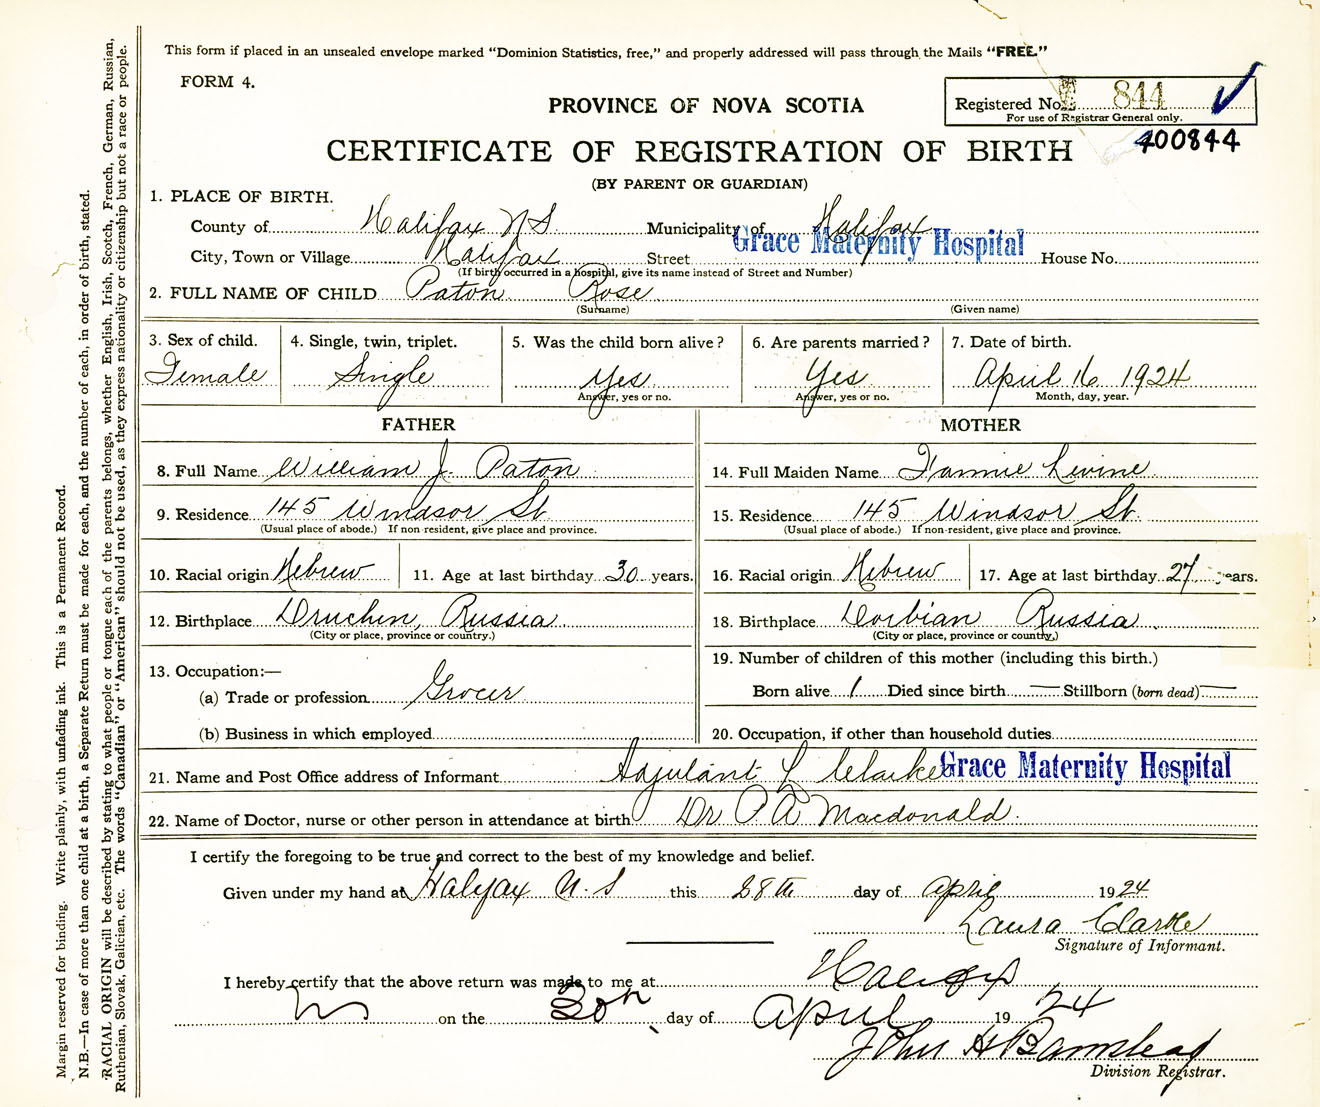 This form if placed in an unsealed envelope marked "Dominion Statistics, free," and properly addressed will pass through the Mails "FREE."
FORM 4.
PROVINCE OF NOVA SCOTIA
Registered No. 844
For use of Registrar General only.
400844
CERTIFICATE OF REGISTRATION OF BIRTH
(BY PARENT OR GUARDIAN)
1. PLACE OF BIRTH.
County of Halifax N S Municipality of Halifax
City, Town or Village Halifax Street Grace Maternity Hospital House No.
(If birth occurred in a hospital, give its name instead of Street and Number)
2. FULL NAME OF CHILD Paton Rose
(Surname) (Given name)
3. Sex of child. 4. Single, twin, triplet. 5. Was the child born alive? 6. Are parents married? 7. Date of birth.
Female Single Yes Yes April 16 1924
Answer, yes or no. Answer, yes or no. Month, day, year.
FATHER MOTHER
8. Full Name William J. Paton 14. Full Maiden Name Fannie Levine
9. Residence 145 Windsor St. 15. Residence 145 Windsor St.
(Usual place of abode.) If non-resident, give place and province. (Usual place of abode.) If non-resident, give place and province.
10. Racial origin Hebrew 11. Age at last birthday 30 years. 16. Racial origin Hebrew 17. Age at last birthday 27 years.
12. Birthplace Druchin, Russia 18. Birthplace Dorbian Russia
(City or place, province or country.) (City or place, province or country.)
13. Occupation:— 19. Number of children of this mother (including this birth.)
(a) Trade or profession Grocer Born alive 1 Died since birth — Stillborn (born dead) —
(b) Business in which employed 20. Occupation, if other than household duties
21. Name and Post Office address of Informant Adjutant L Clarke Grace Maternity Hospital
22. Name of Doctor, nurse or other person in attendance at birth Dr P A Macdonald.
I certify the foregoing to be true and correct to the best of my knowledge and belief.
Given under my hand at Halifax N. S this 28th day of April 1924
Laura Clarke
Signature of Informant.
I hereby certify that the above return was made to me at Halifax
on the 30th day of April 1924
John H Barnstead
Division Registrar.
Margin reserved for binding. Write plainly, with unfading ink. This is a Permanent Record.
N.B.—In case of more than one child at a birth, a Separate Return must be made for each, and the number of each, in order of birth, stated.
RACIAL ORIGIN will be described by stating to what people or tongue each of the parents belongs, whether English, Irish, Scotch, French, German, Russian,
Ruthenian, Slovak, Galician, etc. The words "Canadian" or "American" should not be used, as they express nationality or citizenship but not a race or people.